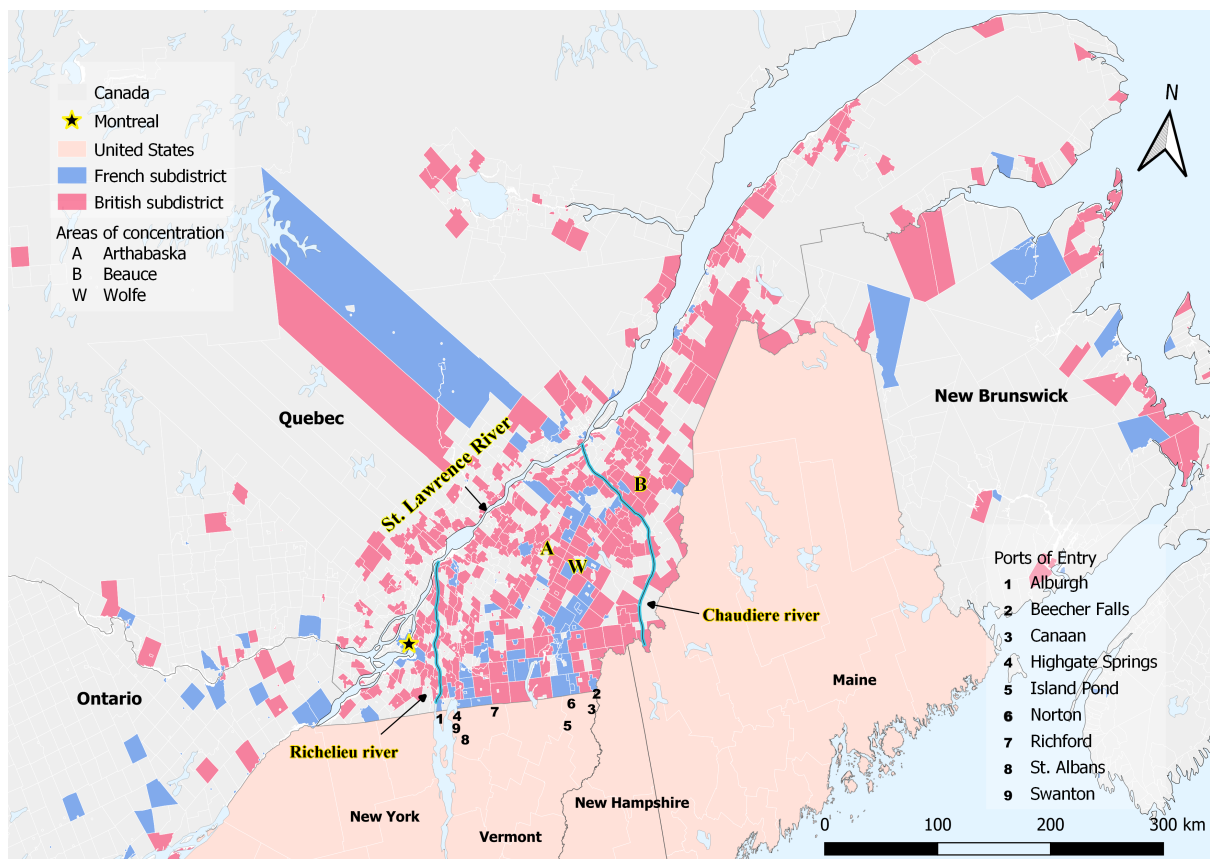 Canada
Montreal
United States
French subdistrict
British subdistrict
Areas of concentration
A Arthabaska
B Beauce
W Wolfe
N
Quebec
St. Lawrence River
New Brunswick
B
A
W
Chaudiere river
Ontario
Richelieu river
Maine
New York
Vermont
New Hampshire
1
4
9
8
7
6
5
2
3
Ports of Entry
1 Alburgh
2 Beecher Falls
3 Canaan
4 Highgate Springs
5 Island Pond
6 Norton
7 Richford
8 St. Albans
9 Swanton
0 100 200 300 km